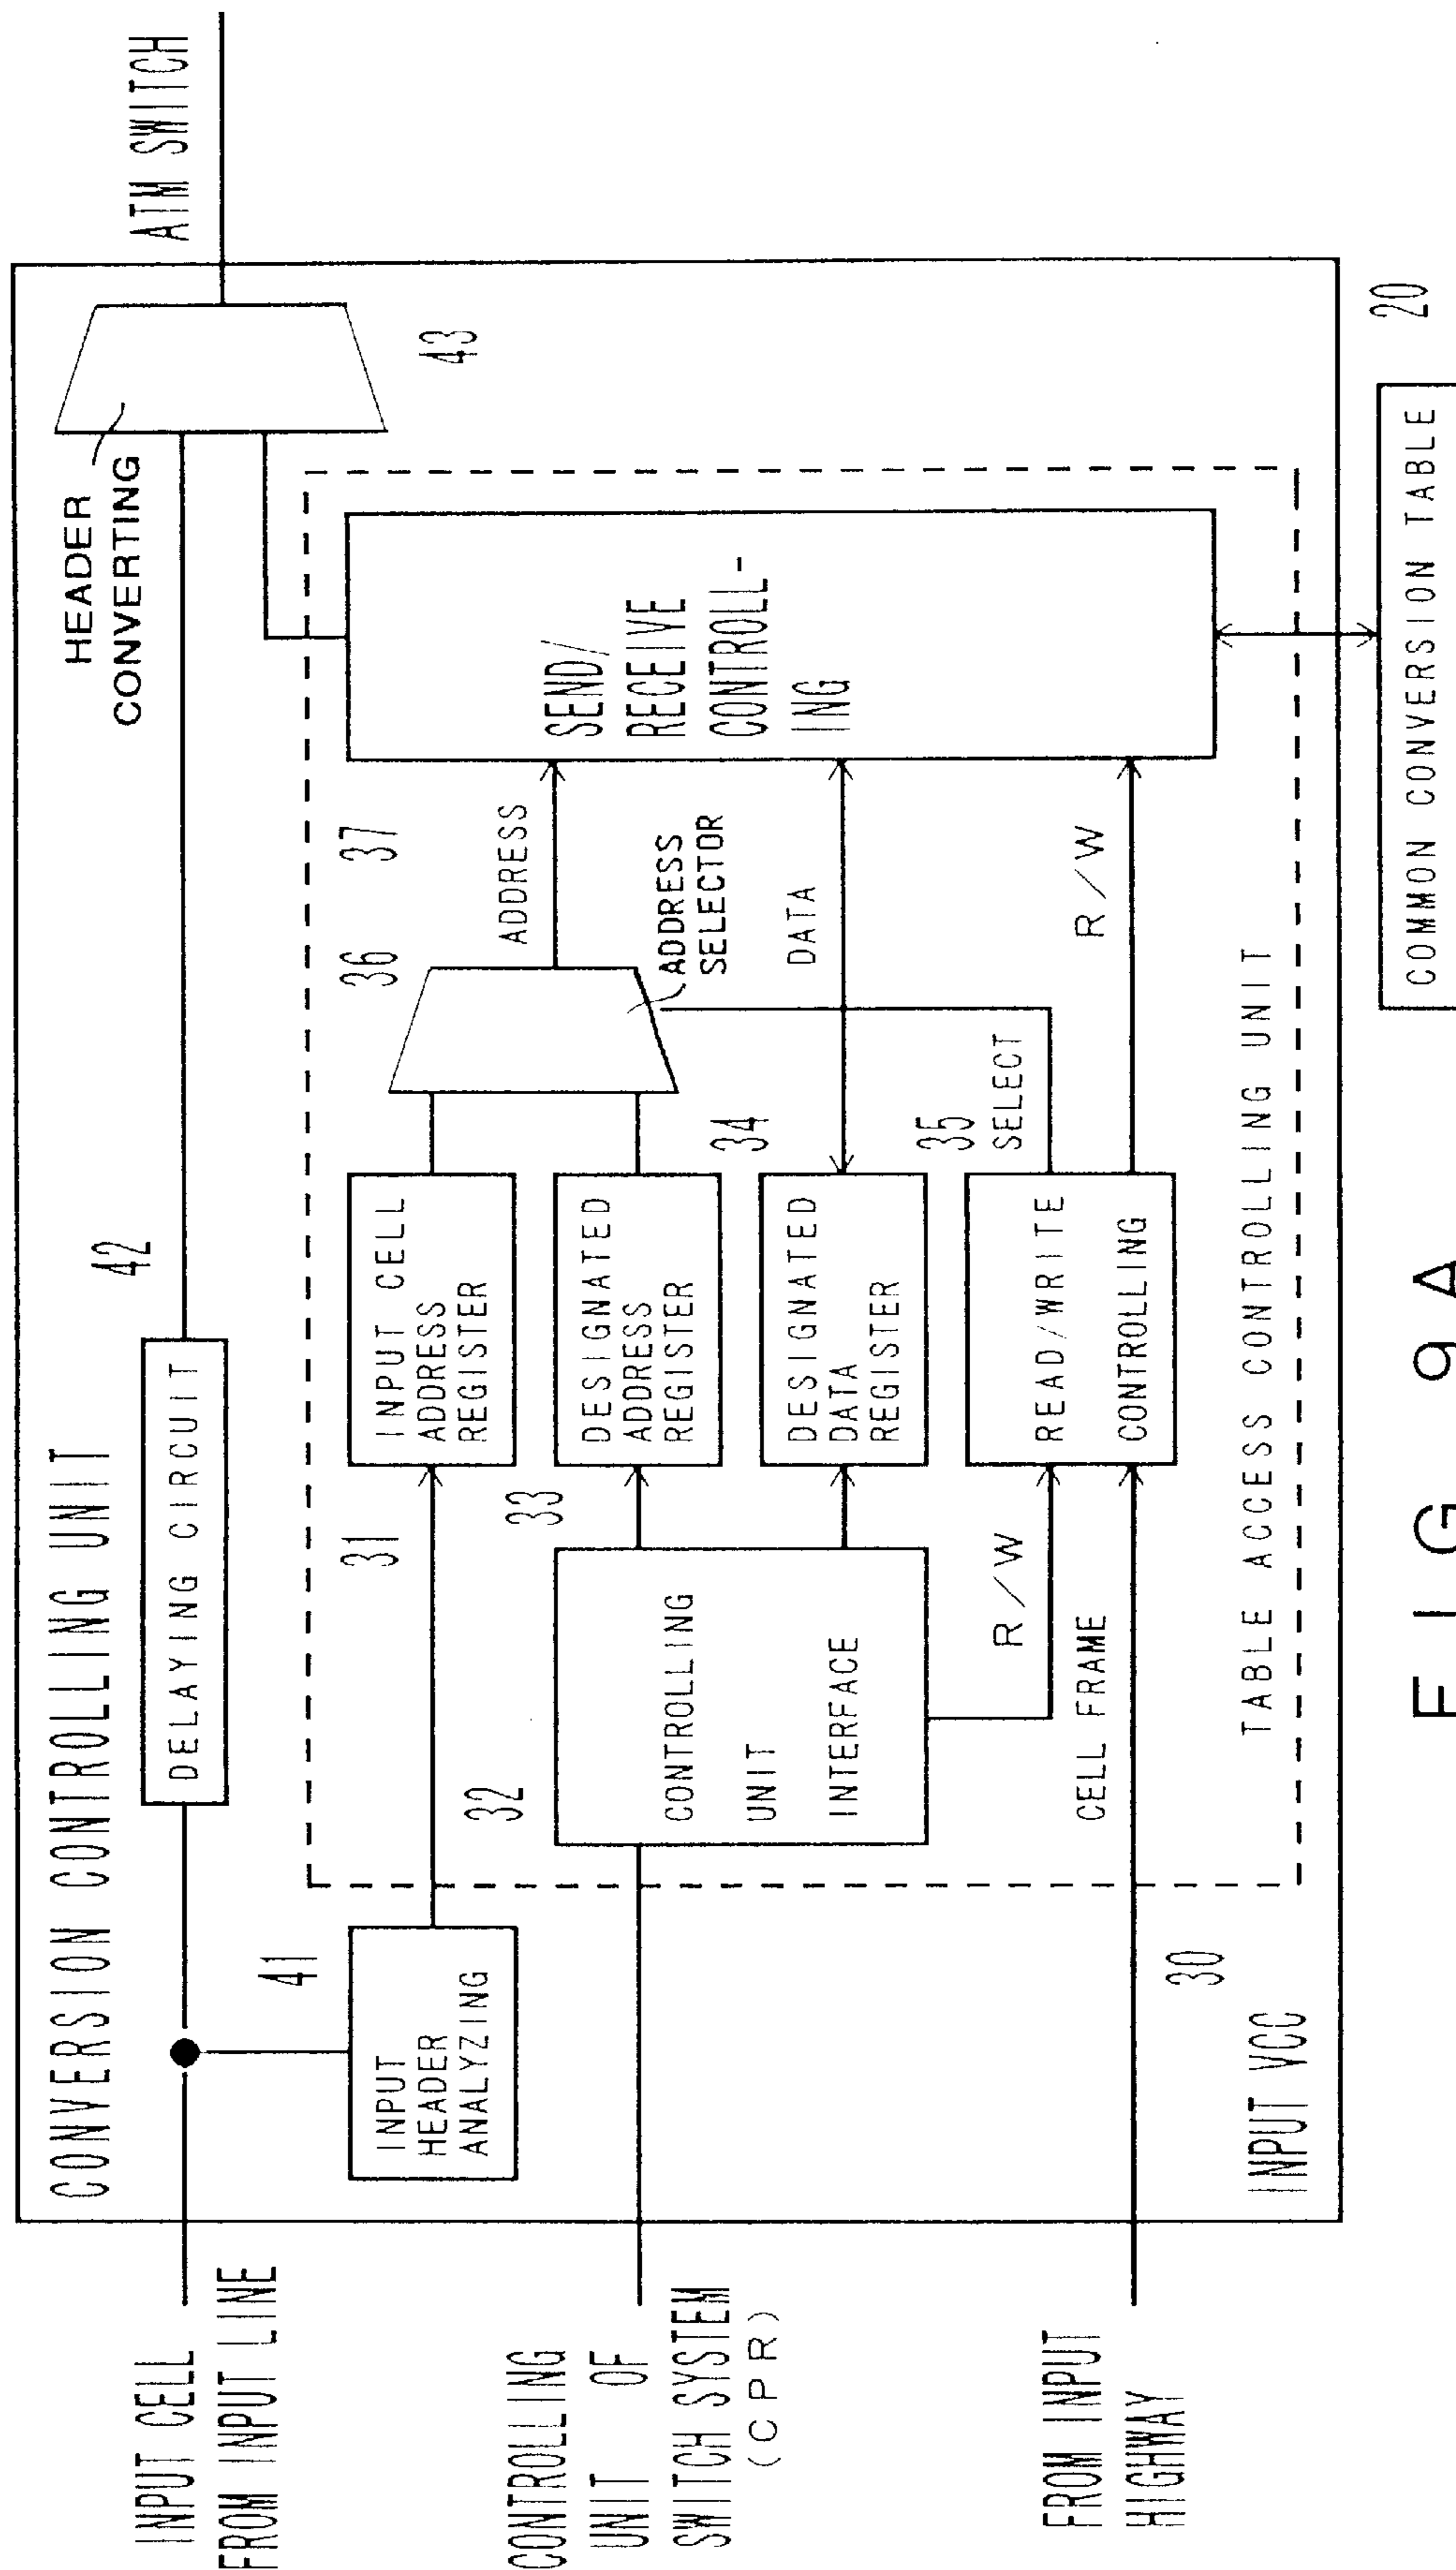 CONVERSION CONTROLLING UNIT
INPUT CELL
FROM INPUT LINE
DELAYING CIRCUIT
42
HEADER
CONVERTING
43
ATM SWITCH
41
INPUT
HEADER
ANALYZING
31
INPUT CELL
ADDRESS
REGISTER
36
37
ADDRESS
ADDRESS
SELECTOR
SEND/
RECEIVE
CONTROLL-
ING
CONTROLLING
UNIT OF
SWITCH SYSTEM
(CPR)
32
CONTROLLING
UNIT
INTERFACE
33
DESIGNATED
ADDRESS
REGISTER
34
DESIGNATED
DATA
REGISTER
DATA
35
SELECT
R/W
READ/WRITE
CONTROLLING
R/W
CELL FRAME
FROM INPUT
HIGHWAY
30
INPUT VCC
TABLE ACCESS CONTROLLING UNIT
20
COMMON CONVERSION TABLE
FIG. 9A